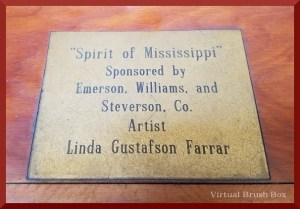 "Spirit of Mississippi"
Sponsored by
Emerson, Williams, and
Steverson, Co.
Artist
Linda Gustafson Farrar
Virtual Brush Box